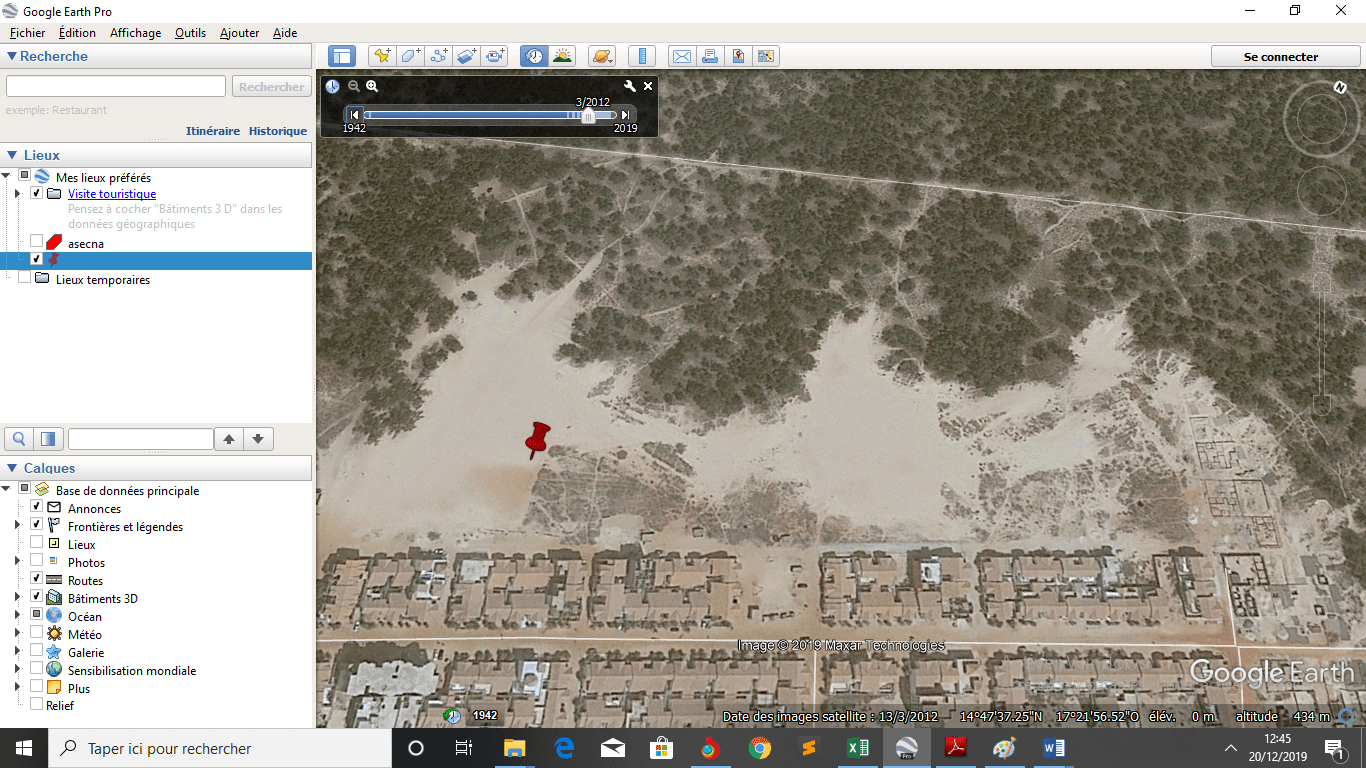 Google Earth Pro
Fichier Édition Affichage Outils Ajouter Aide
Recherche
Se connecter
Rechercher
exemple: Restaurant
Itinéraire Historique
3/2012
1942 2019
N
Lieux
Mes lieux préférés
Visite touristique
Pensez à cocher "Bâtiments 3 D" dans les
données géographiques
asecna
Lieux temporaires
Calques
Base de données principale
Annonces
Frontières et légendes
Lieux
Photos
Routes
Bâtiments 3D
Océan
Météo
Galerie
Sensibilisation mondiale
Plus
Relief
Image © 2019 Maxar Technologies
Google Earth
1942
Date des images satellite : 13/3/2012 14°47'37.25"N 17°21'56.52"O élév. 0 m altitude 434 m
Taper ici pour rechercher
Pro
12:45
20/12/2019
1